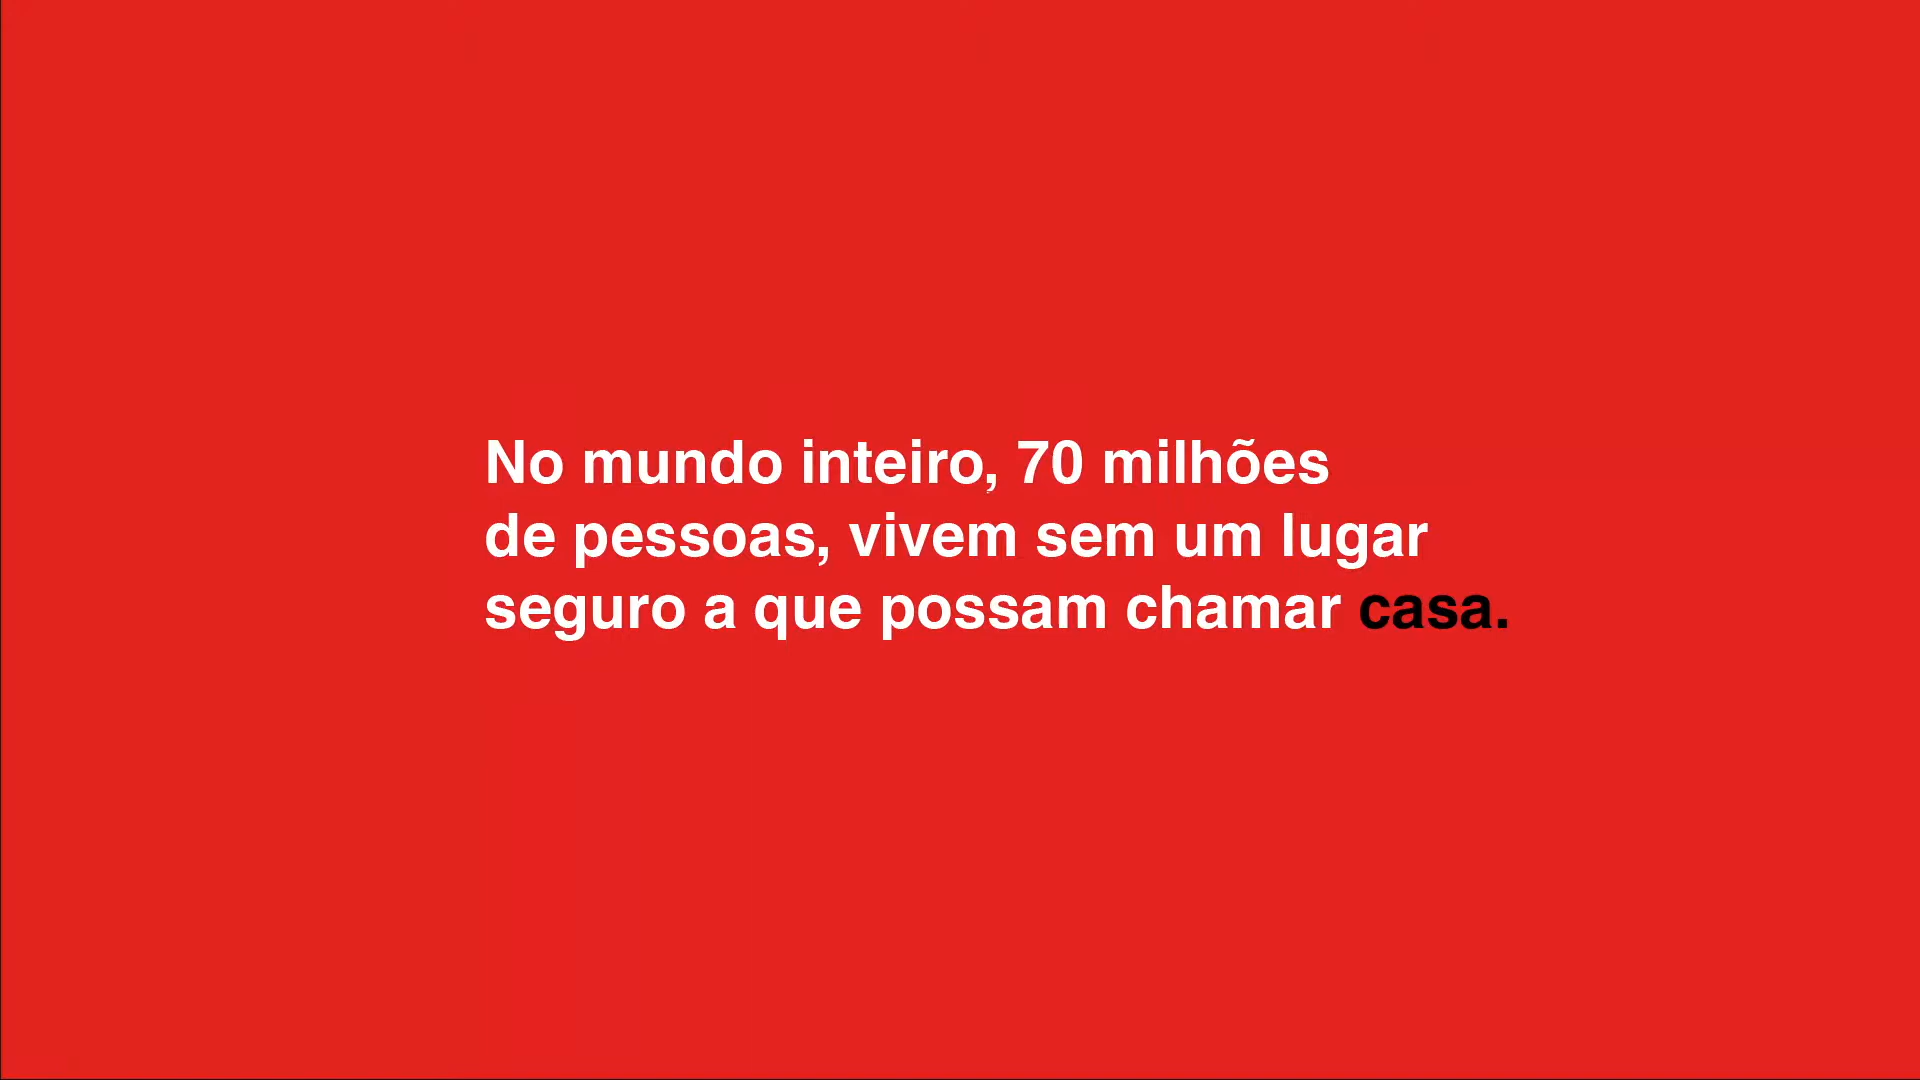 No mundo inteiro, 70 milhões
de pessoas, vivem sem um lugar
seguro a que possam chamar casa.